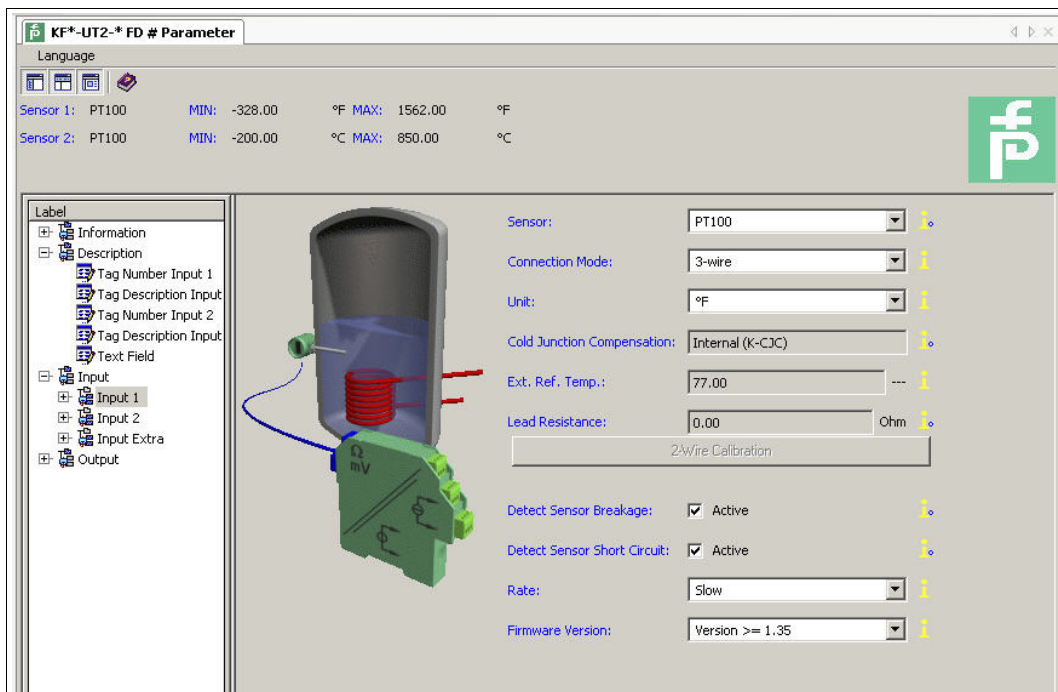 KF*-UT2-* FD # Parameter
Language
Sensor 1: PT100 MIN: -328.00 °F MAX: 1562.00 °F
Sensor 2: PT100 MIN: -200.00 °C MAX: 850.00 °C
Label
Information
Description
Tag Number Input 1
Tag Description Input
Tag Number Input 2
Tag Description Input
Text Field
Input
Input 1
Input 2
Input Extra
Output
Ω
mV
Sensor: PT100
Connection Mode: 3-wire
Unit: °F
Cold Junction Compensation: Internal (K-CJC)
Ext. Ref. Temp.: 77.00 ---
Lead Resistance: 0.00 Ohm
2-Wire Calibration
Detect Sensor Breakage: Active
Detect Sensor Short Circuit: Active
Rate: Slow
Firmware Version: Version >= 1.35